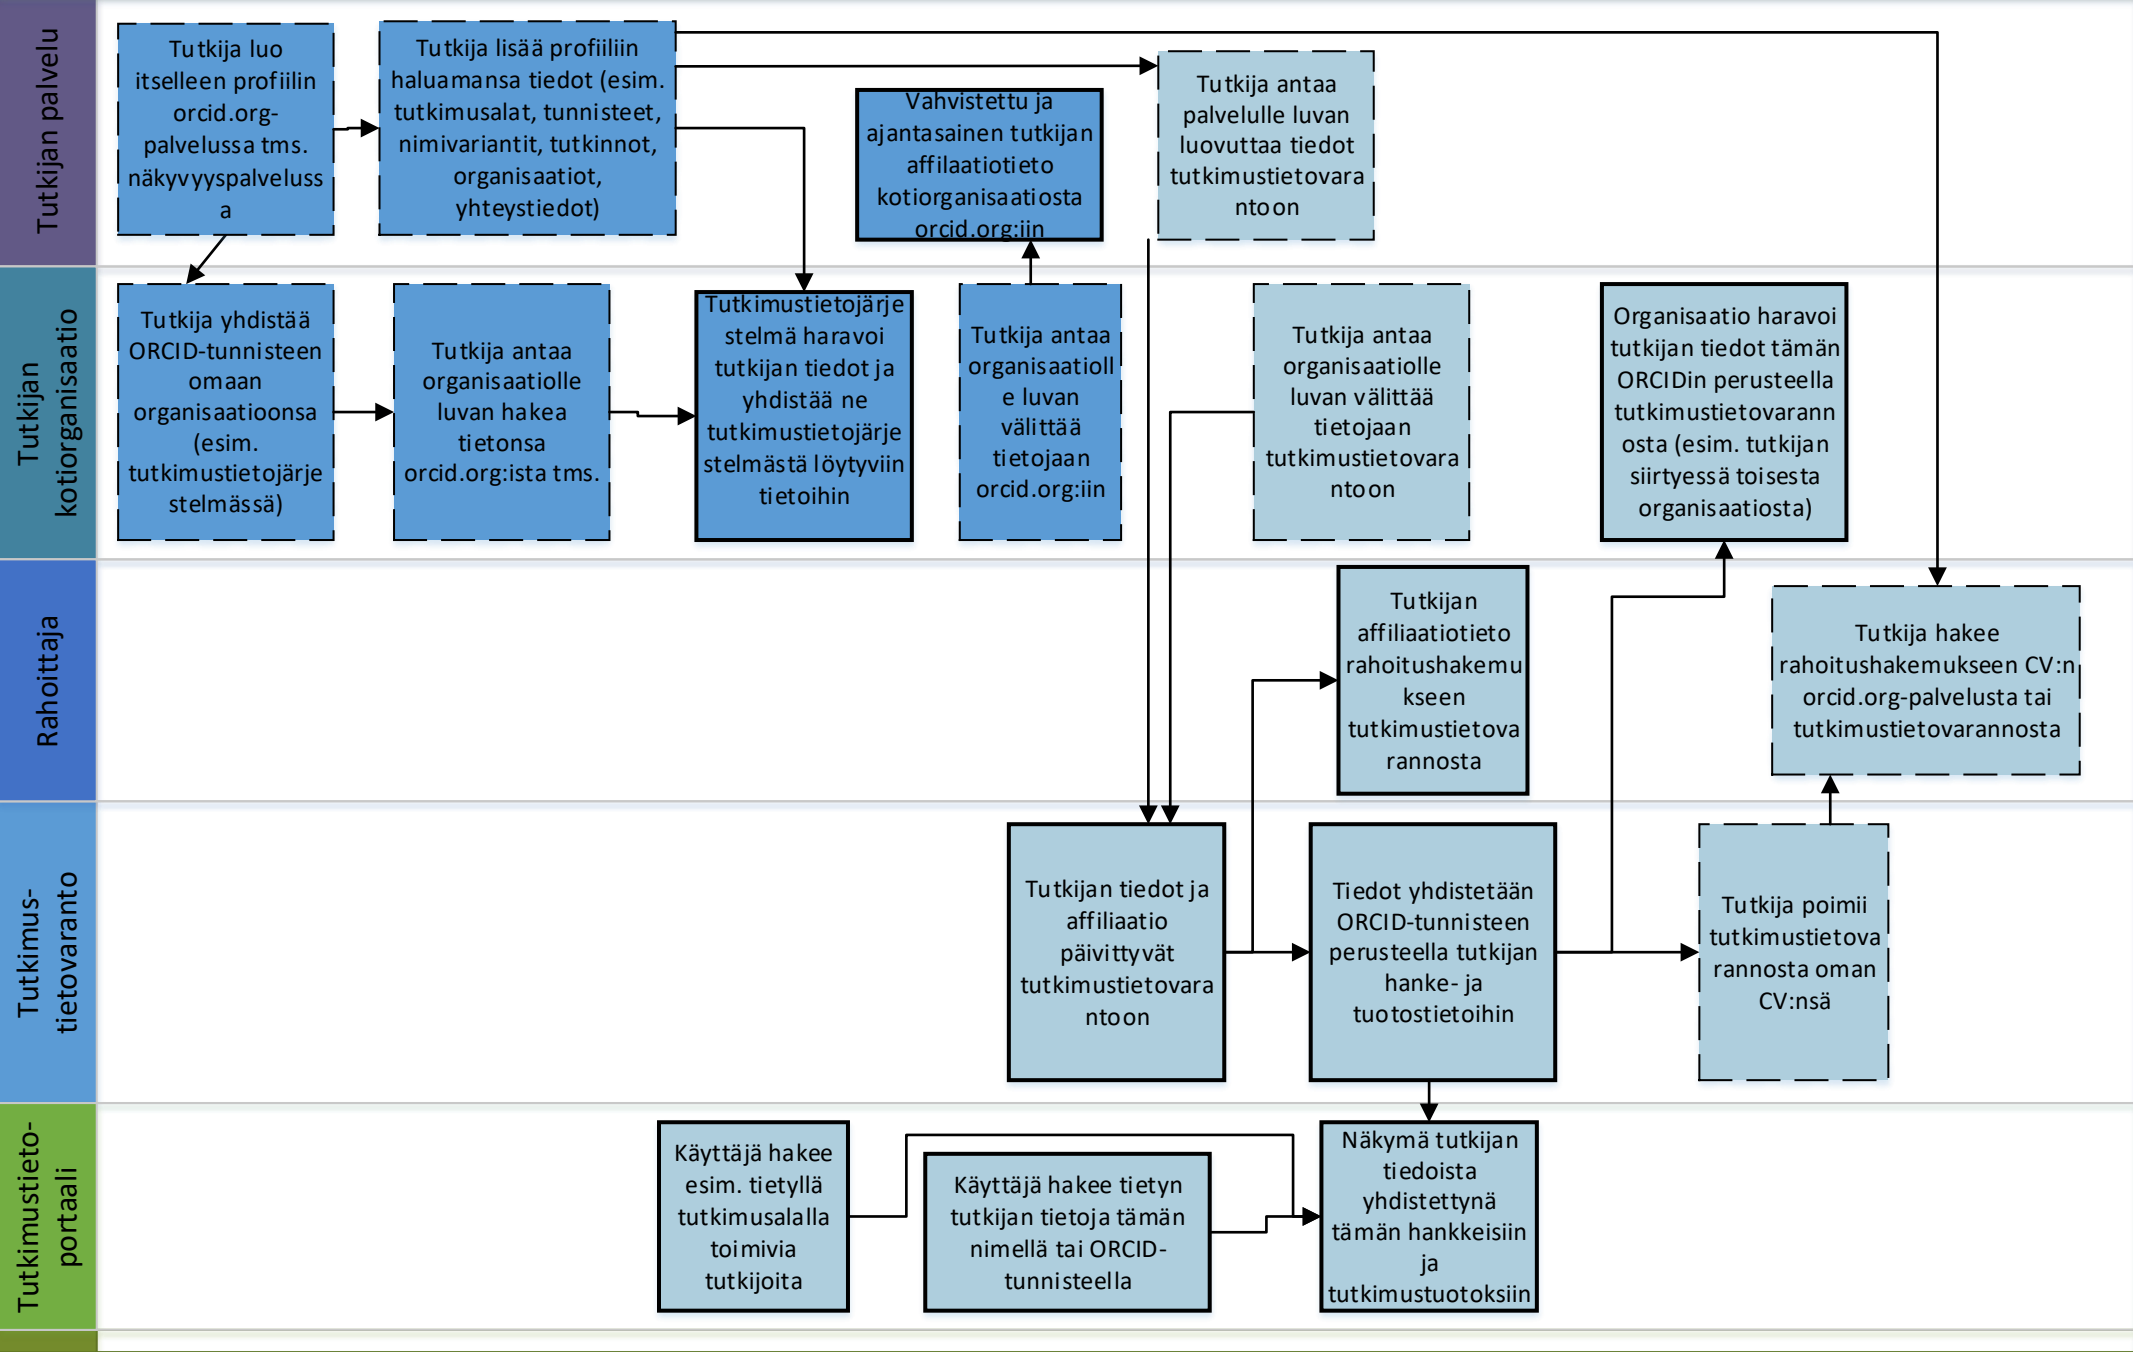 Tutkijan palvelu
Tutkija luo
itselleen profiilin
orcid.org-
palvelussa tms.
näkyvyyspalveluss
a
Tutkija lisää profiiliin
haluamansa tiedot (esim.
tutkimusalat, tunnisteet,
nimivariantit, tutkinnot,
organisaatiot,
yhteystiedot)
Vahvistettu ja
ajantasainen tutkijan
affilaatiotieto
kotiorganisaatiosta
orcid.org:iin
Tutkija antaa
palvelulle luvan
luovuttaa tiedot
tutkimustietovara
ntoon
Tutkijan
kotiorganisaatio
Tutkija yhdistää
ORCID-tunnisteen
omaan
organisaatioonsa
(esim.
tutkimustietojärje
stelmässä)
Tutkija antaa
organisaatiolle
luvan hakea
tietonsa
orcid.org:ista tms.
Tutkimustietojärje
stelmä haravoi
tutkijan tiedot ja
yhdistää ne
tutkimustietojärje
stelmästä löytyviin
tietoihin
Tutkija antaa
organisaatioll
e luvan
välittää
tietojaan
orcid.org:iin
Tutkija antaa
organisaatiolle
luvan välittää
tietojaan
tutkimustietovara
ntoon
Organisaatio haravoi
tutkijan tiedot tämän
ORCIDin perusteella
tutkimustietovarann
osta (esim. tutkijan
siirtyessä toisesta
organisaatiosta)
Rahoittaja
Tutkijan
affiliaatiotieto
rahoitushakemu
kseen
tutkimustietova
rannosta
Tutkija hakee
rahoitushakemukseen CV:n
orcid.org-palvelusta tai
tutkimustietovarannosta
Tutkimus-
tietovaranto
Tutkijan tiedot ja
affiliaatio
päivittyvät
tutkimustietovara
ntoon
Tiedot yhdistetään
ORCID-tunnisteen
perusteella tutkijan
hanke- ja
tuotostietoihin
Tutkija poimii
tutkimustietova
rannosta oman
CV:nsä
Tutkimustieto-
portaali
Käyttäjä hakee
esim. tietyllä
tutkimusalalla
toimivia
tutkijoita
Käyttäjä hakee tietyn
tutkijan tietoja tämän
nimellä tai ORCID-
tunnisteella
Näkymä tutkijan
tiedoista
yhdistettynä
tämän hankkeisiin
ja
tutkimustuotoksiin